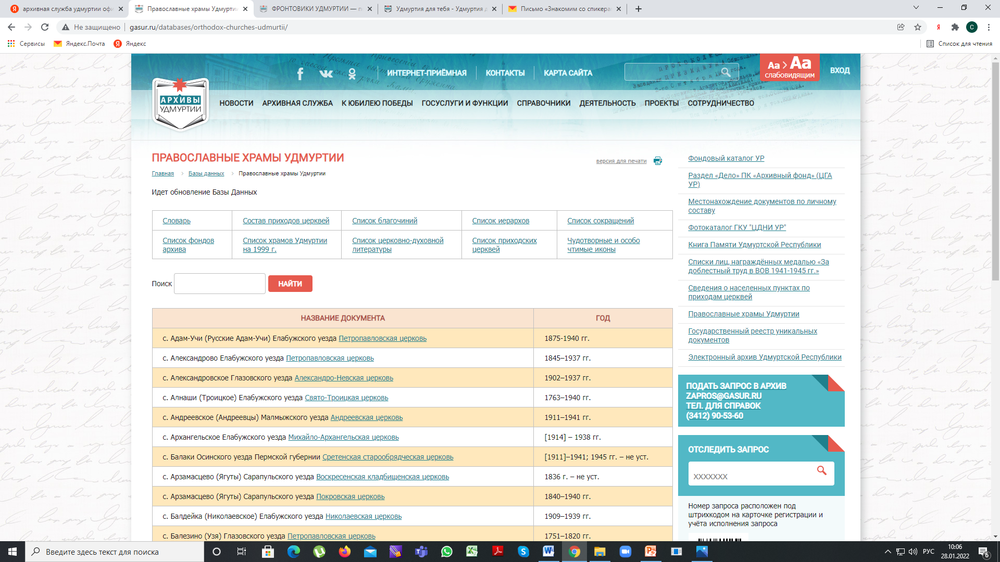 архивная служба удмуртии офи
Православные храмы Удмуртии
ФРОНТОВИКИ УДМУРТИИ — п
Удмуртия для тебя - Удмуртия д
Письмо «Знакомим со спикера
Не защищено
gasur.ru/databases/orthodox-churches-udmurtii/
Я
С
Сервисы
Яндекс.Почта
Яндекс
Список для чтения
ИНТЕРНЕТ-ПРИЁМНАЯ
КОНТАКТЫ
КАРТА САЙТА
Aa > Aa
слабовидящим
ВХОД
АРХИВЫ
УДМУРТИИ
НОВОСТИ АРХИВНАЯ СЛУЖБА К ЮБИЛЕЮ ПОБЕДЫ ГОСУСЛУГИ И ФУНКЦИИ СПРАВОЧНИКИ ДЕЯТЕЛЬНОСТЬ ПРОЕКТЫ СОТРУДНИЧЕСТВО
ПРАВОСЛАВНЫЕ ХРАМЫ УДМУРТИИ
версия для печати
Главная > Базы данных > Православные храмы Удмуртии
Идет обновление Базы Данных
Словарь
Состав приходов церквей
Список благочиний
Список иерархов
Список сокращений
Список фондов
архива
Список храмов Удмуртии
на 1999 г.
Список церковно-духовной
литературы
Список приходских
церквей
Чудотворные и особо
чтимые иконы
Поиск
НАЙТИ
НАЗВАНИЕ ДОКУМЕНТА ГОД
с. Адам-Учи (Русские Адам-Учи) Елабужского уезда Петропавловская церковь 1875-1940 гг.
с. Александрово Елабужского уезда Петропавловская церковь 1845–1937 гг.
с. Александровское Глазовского уезда Александро-Невская церковь 1902–1937 гг.
с. Алнаши (Троицкое) Елабужского уезда Свято-Троицкая церковь 1763–1940 гг.
с. Андреевское (Андреевцы) Малмыжского уезда Андреевская церковь 1911–1941 гг.
с. Архангельское Елабужского уезда Михайло-Архангельская церковь [1914] – 1938 гг.
с. Балаки Осинского уезда Пермской губернии Сретенская старообрядческая церковь [1911]–1941; 1945 гг. – не уст.
с. Арзамасцево (Ягуты) Сарапульского уезда Воскресенская кладбищенская церковь 1836 г. – не уст.
с. Арзамасцево (Ягуты) Сарапульского уезда Покровская церковь 1840–1940 гг.
с. Балдейка (Николаевское) Елабужского уезда Николаевская церковь 1909–1939 гг.
с. Балезино (Узя) Глазовского уезда Петропавловская церковь 1751–1820 гг.
Фондовый каталог УР
Раздел «Дело» ПК «Архивный фонд» (ЦГА
УР)
Местонахождение документов по личному
составу
Фотокаталог ГКУ "ЦДНИ УР"
Книга Памяти Удмуртской Республики
Списки лиц, награждённых медалью «За
доблестный труд в ВОВ 1941-1945 гг.»
Сведения о населенных пунктах по
приходам церквей
Православные храмы Удмуртии
Государственный реестр уникальных
документов
Электронный архив Удмуртской Республики
ПОДАТЬ ЗАПРОС В АРХИВ
ZAPROS@GASUR.RU
ТЕЛ. ДЛЯ СПРАВОК
(3412) 90-53-60
ОТСЛЕДИТЬ ЗАПРОС
XXXXXXX
Номер запроса расположен под
штрихкодом на карточке регистрации и
учёта исполнения запроса
Введите здесь текст для поиска
РУС
10:06
28.01.2022
6